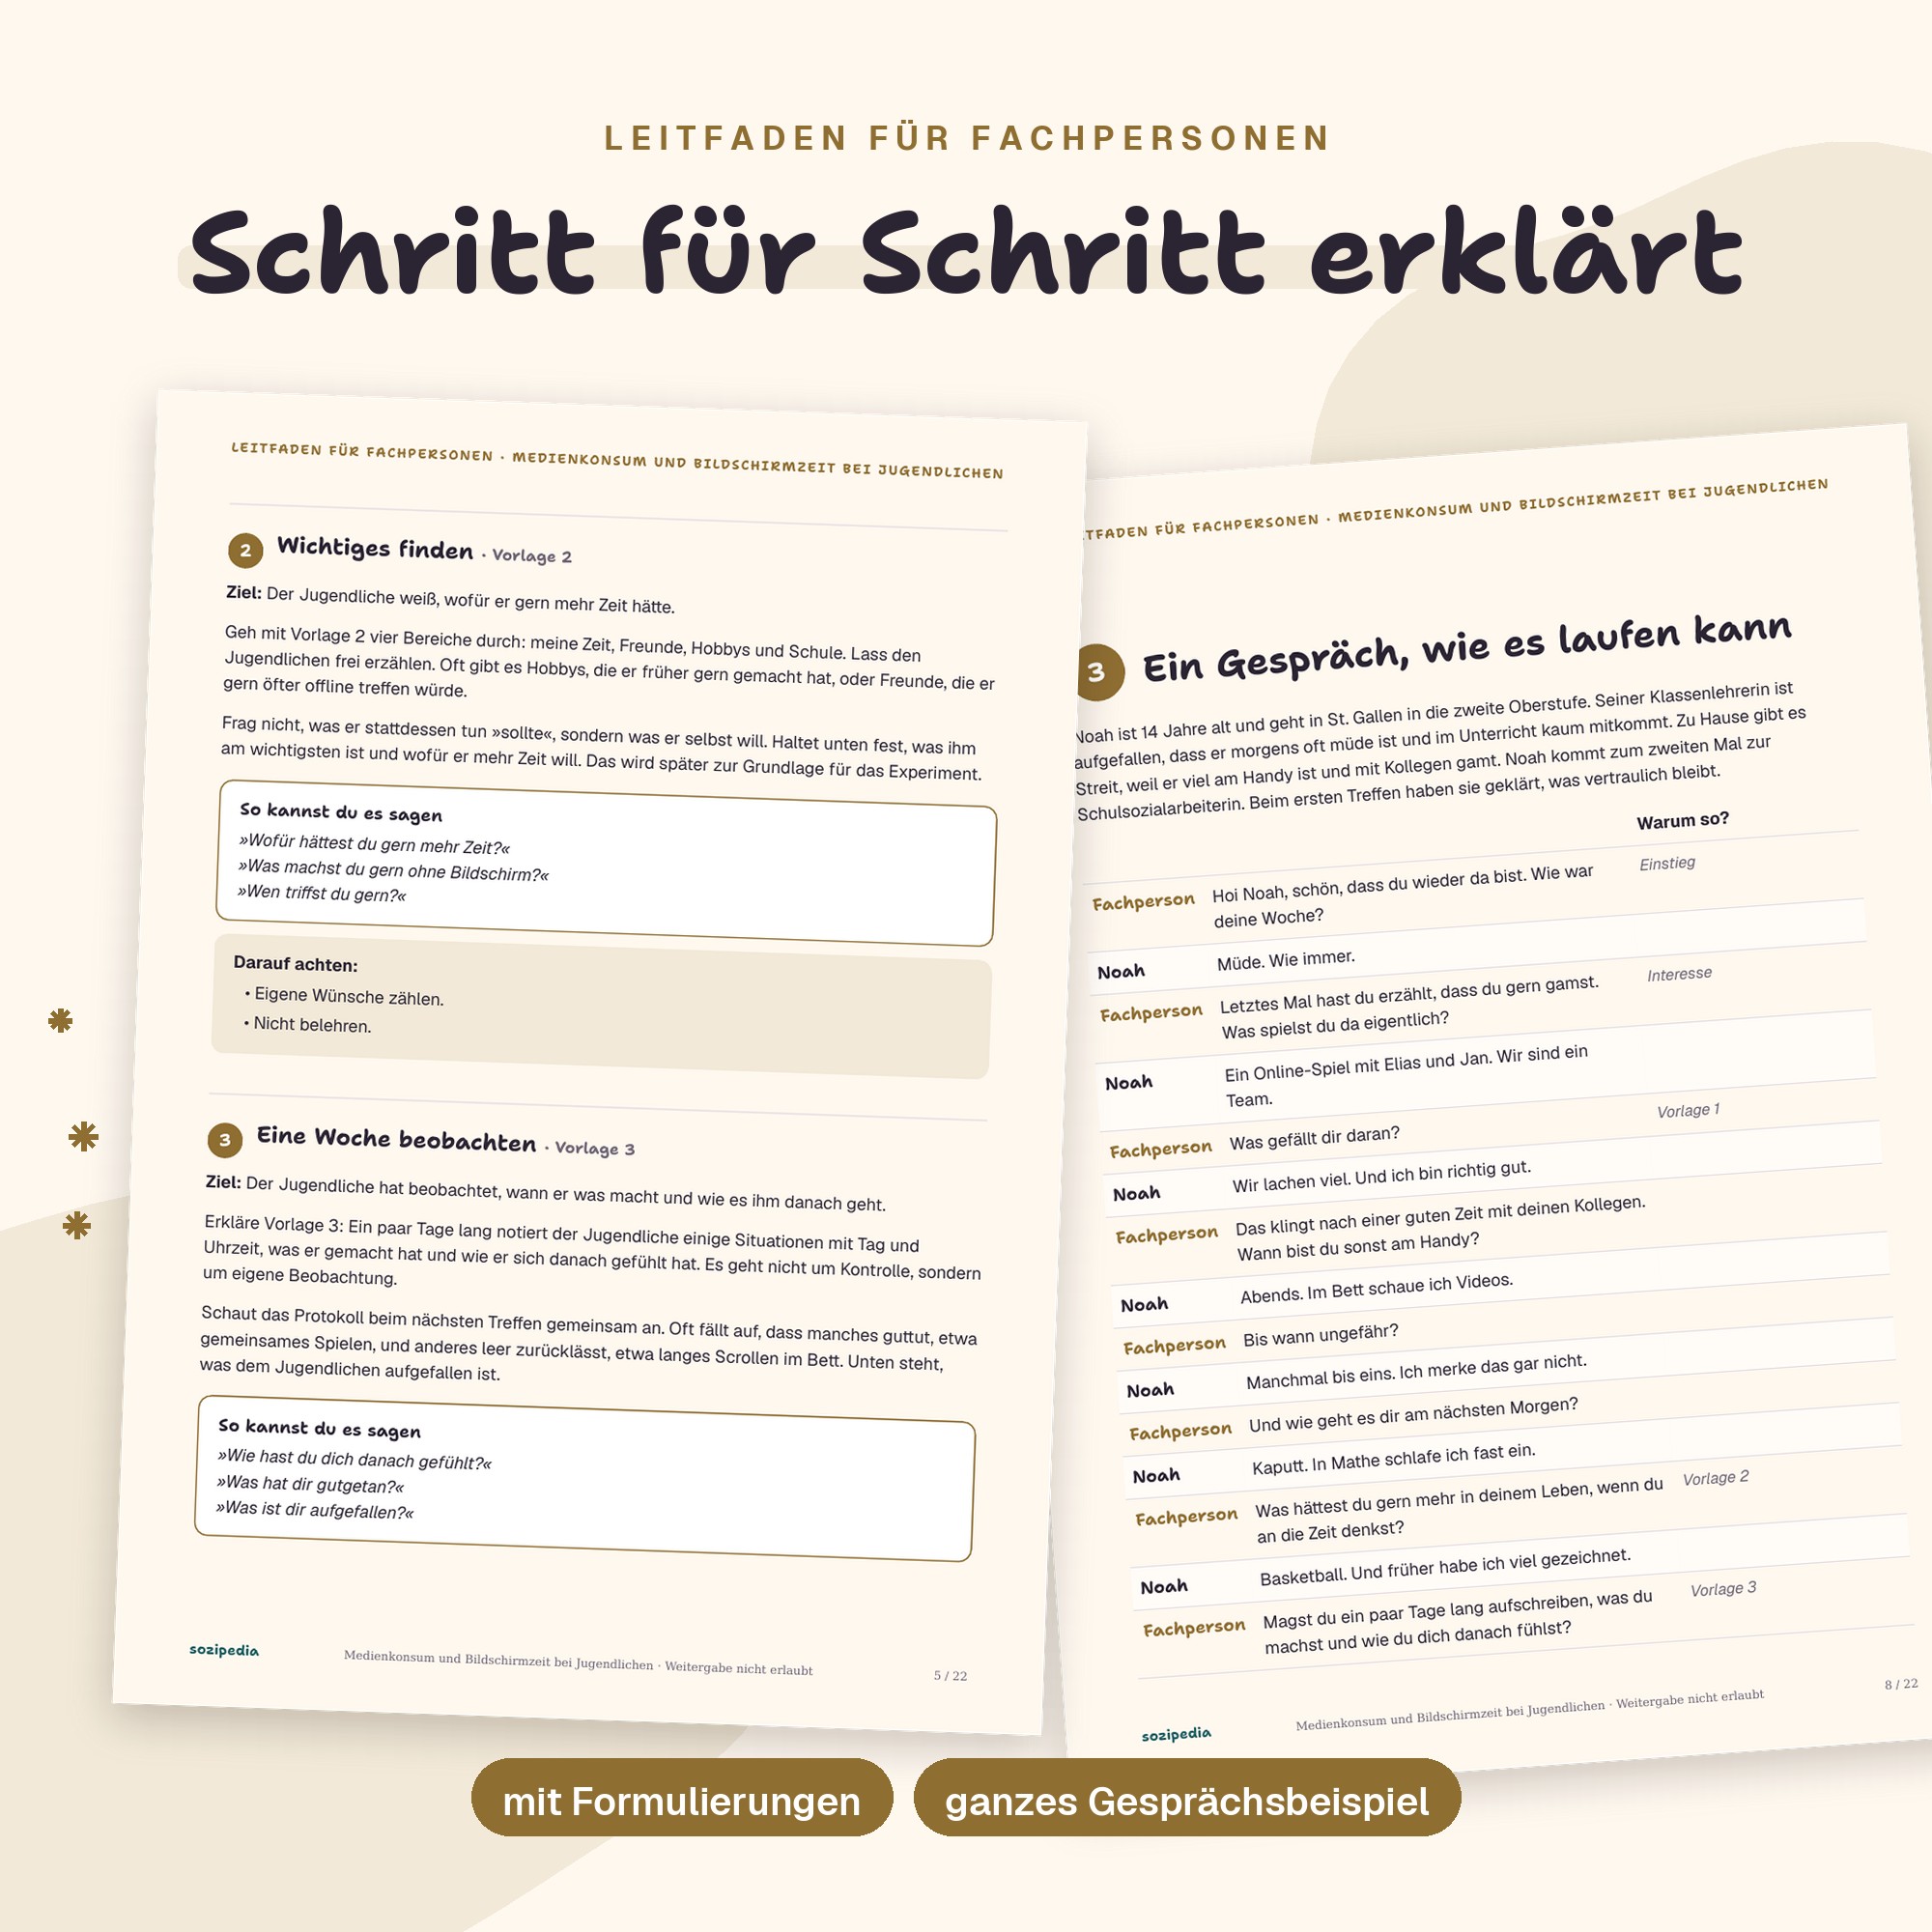 LEITFADEN FÜR FACHPERSONEN
Schritt für Schritt erklärt
LEITFADEN FÜR FACHPERSONEN · MEDIENKONSUM UND BILDSCHIRMZEIT BEI JUGENDLICHEN
2 Wichtiges finden · Vorlage 2
Ziel: Der Jugendliche weiß, wofür er gern mehr Zeit hätte.
Geh mit Vorlage 2 vier Bereiche durch: meine Zeit, Freunde, Hobbys und Schule. Lass den
Jugendlichen frei erzählen. Oft gibt es Hobbys, die er früher gern gemacht hat, oder Freunde, die er
gern öfter offline treffen würde.
Frag nicht, was er stattdessen tun »sollte«, sondern was er selbst will. Haltet unten fest, was ihm
am wichtigsten ist und wofür er mehr Zeit will. Das wird später zur Grundlage für das Experiment.
So kannst du es sagen
»Wofür hättest du gern mehr Zeit?«
»Was machst du gern ohne Bildschirm?«
»Wen triffst du gern?«
Darauf achten:
• Eigene Wünsche zählen.
• Nicht belehren.
3 Eine Woche beobachten · Vorlage 3
Ziel: Der Jugendliche hat beobachtet, wann er was macht und wie es ihm danach geht.
Erkläre Vorlage 3: Ein paar Tage lang notiert der Jugendliche einige Situationen mit Tag und
Uhrzeit, was er gemacht hat und wie er sich danach gefühlt hat. Es geht nicht um Kontrolle, sondern
um eigene Beobachtung.
Schaut das Protokoll beim nächsten Treffen gemeinsam an. Oft fällt auf, dass manches guttut, etwa
gemeinsames Spielen, und anderes leer zurücklässt, etwa langes Scrollen im Bett. Unten steht,
was dem Jugendlichen aufgefallen ist.
So kannst du es sagen
»Wie hast du dich danach gefühlt?«
»Was hat dir gutgetan?«
»Was ist dir aufgefallen?«
sozipedia Medienkonsum und Bildschirmzeit bei Jugendlichen · Weitergabe nicht erlaubt 5 / 22
ITFADEN FÜR FACHPERSONEN · MEDIENKONSUM UND BILDSCHIRMZEIT BEI JUGENDLICHEN
3 Ein Gespräch, wie es laufen kann
Noah ist 14 Jahre alt und geht in St. Gallen in die zweite Oberstufe. Seiner Klassenlehrerin ist
aufgefallen, dass er morgens oft müde ist und im Unterricht kaum mitkommt. Zu Hause gibt es
Streit, weil er viel am Handy ist und mit Kollegen gamt. Noah kommt zum zweiten Mal zur
Schulsozialarbeiterin. Beim ersten Treffen haben sie geklärt, was vertraulich bleibt.
Warum so?
Fachperson Hoi Noah, schön, dass du wieder da bist. Wie war Einstieg
deine Woche?
Noah Müde. Wie immer.
Fachperson Letztes Mal hast du erzählt, dass du gern gamst. Interesse
Was spielst du da eigentlich?
Noah Ein Online-Spiel mit Elias und Jan. Wir sind ein
Team.
Fachperson Was gefällt dir daran? Vorlage 1
Noah Wir lachen viel. Und ich bin richtig gut.
Fachperson Das klingt nach einer guten Zeit mit deinen Kollegen.
Wann bist du sonst am Handy?
Noah Abends. Im Bett schaue ich Videos.
Fachperson Bis wann ungefähr?
Noah Manchmal bis eins. Ich merke das gar nicht.
Fachperson Und wie geht es dir am nächsten Morgen?
Noah Kaputt. In Mathe schlafe ich fast ein.
Fachperson Was hättest du gern mehr in deinem Leben, wenn du Vorlage 2
an die Zeit denkst?
Noah Basketball. Und früher habe ich viel gezeichnet.
Fachperson Magst du ein paar Tage lang aufschreiben, was du Vorlage 3
machst und wie du dich danach fühlst?
sozipedia Medienkonsum und Bildschirmzeit bei Jugendlichen · Weitergabe nicht erlaubt 8 / 22
mit Formulierungen
ganzes Gesprächsbeispiel